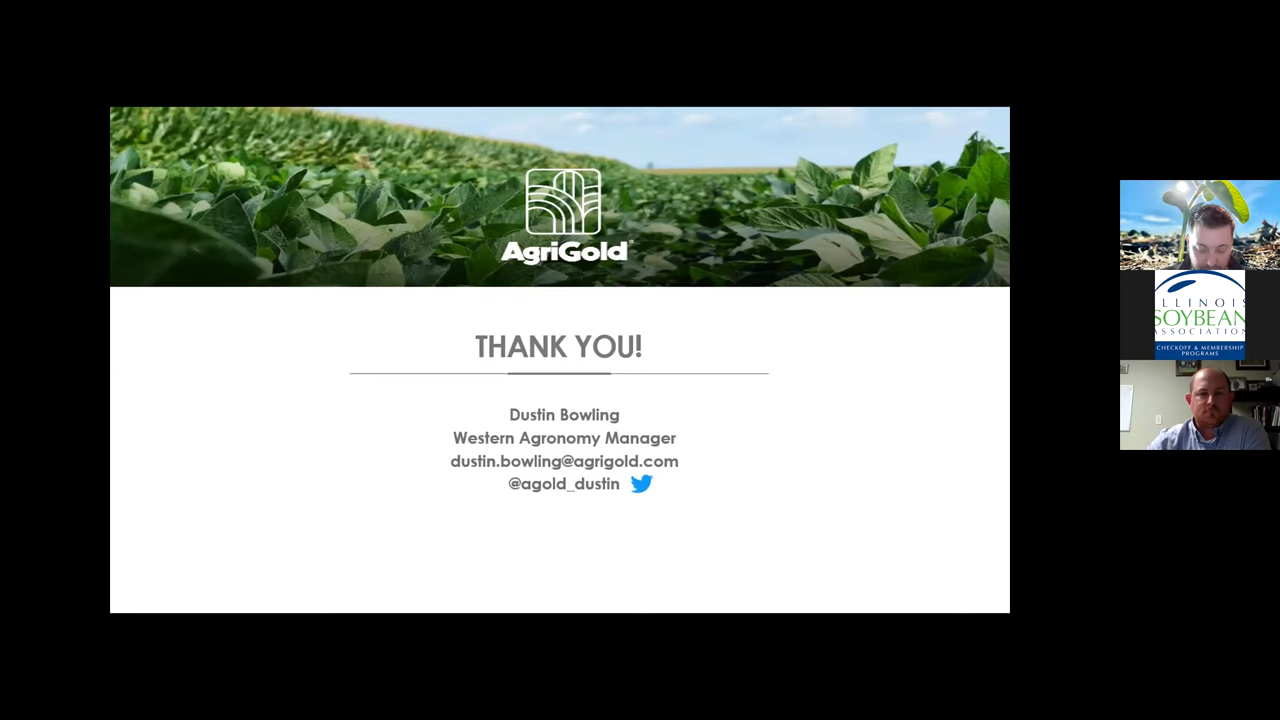 AgriGold
THANK YOU!
Dustin Bowling
Western Agronomy Manager
dustin.bowling@agrigold.com
@agold_dustin
ILLINOIS
SOYBEAN
ASSOCIATION
CHECKOFF & MEMBERSHIP
PROGRAMS